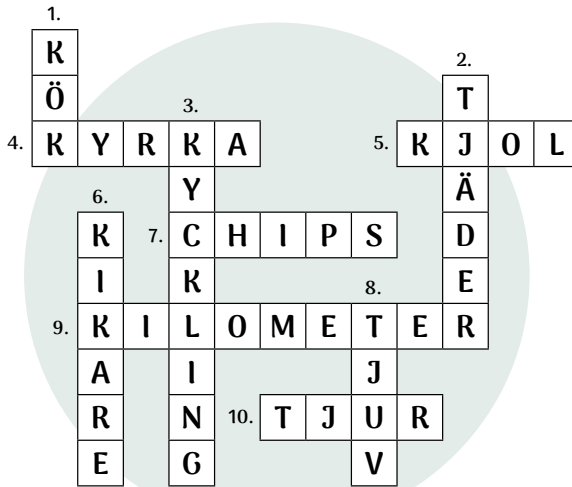 1.
K
2.
Ö 3. T
4. K Y R K A 5. K J O L
Y Ä
6.
K 7. C H I P S D
I K 8. E
9. K I L O M E T E R
A I J
R N 10. T J U R
E G V